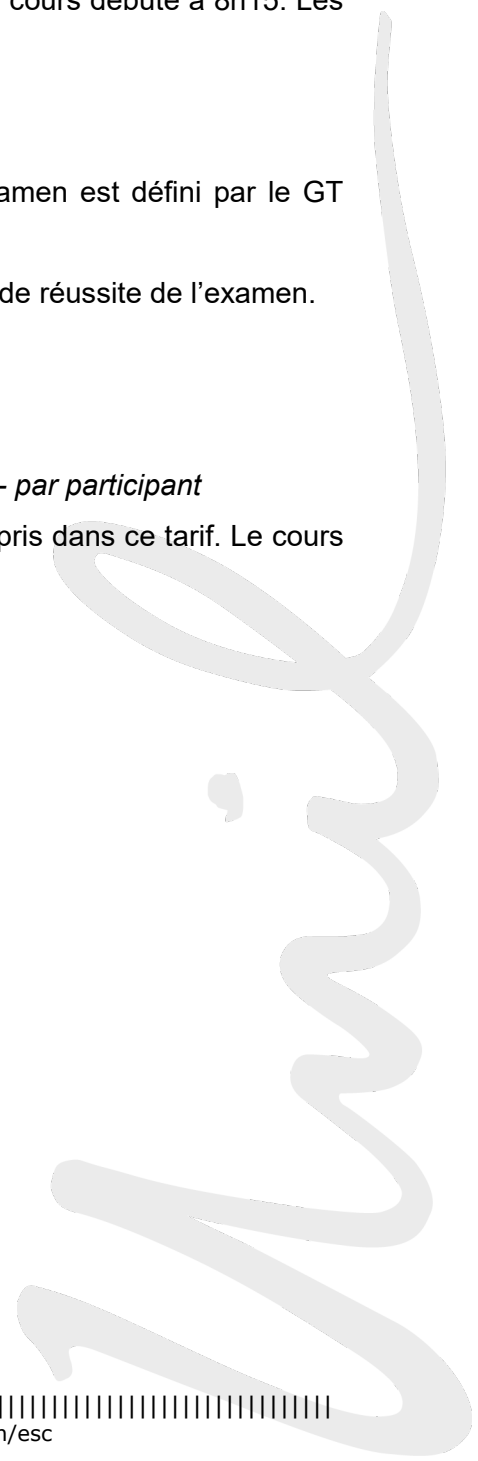 cours débute à 8h15. Les
amen est défini par le GT
de réussite de l’examen.
- par participant
pris dans ce tarif. Le cours
Unil
||||||||||||||||||||||||||||||
n/esc